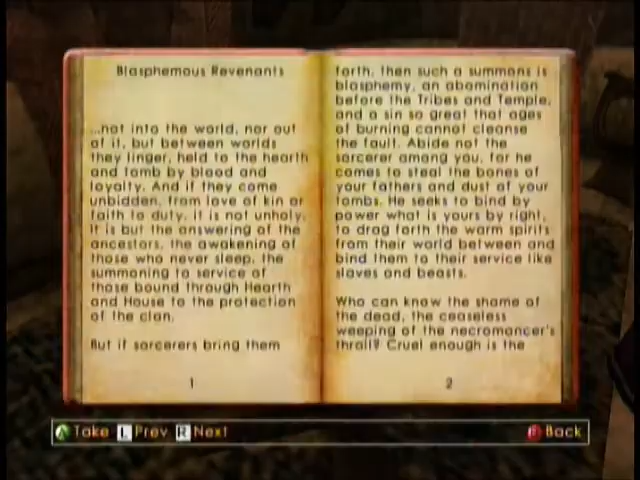 Blasphemous Revenants
...not into the world, nor out
of it, but between worlds
they linger, held to the hearth
and tomb by blood and
loyalty. And if they come
unbidden, from love of kin or
faith to duty, it is not unholy.
It is but the answering of the
ancestors, the awakening of
those who never sleep, the
summoning to service of
those bound through Hearth
and House to the protection
of the clan.
But if sorcerers bring them
1
forth, then such a summons is
blasphemy, an abomination
before the Tribes and Temple,
and a sin so great that ages
of burning cannot cleanse
the fault. Abide not the
sorcerer among you, for he
comes to steal the bones of
your fathers and dust of your
tombs. He seeks to bind by
power what is yours by right,
to drag forth the warm spirits
from their world between and
bind them to their service like
slaves and beasts.
Who can know the shame of
the dead, the ceaseless
weeping of the necromancer's
thrall? Cruel enough is the
2
A Take L Prev R Next
B Back